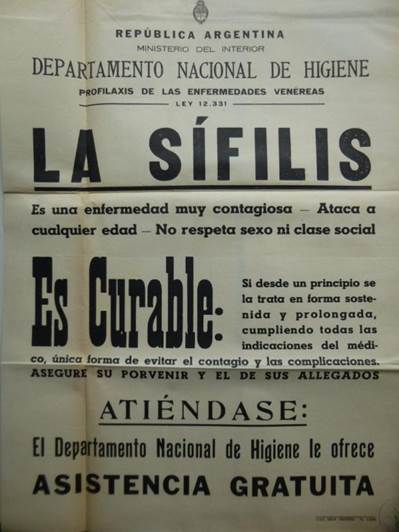 REPÚBLICA ARGENTINA
MINISTERIO DEL INTERIOR
DEPARTAMENTO NACIONAL DE HIGIENE
PROFILAXIS DE LAS ENFERMEDADES VENÉREAS
LEY 12.331
LA SÍFILIS
Es una enfermedad muy contagiosa — Ataca a
cualquier edad — No respeta sexo ni clase social
Es Curable:
Si desde un principio se
la trata en forma soste-
nida y prolongada,
cumpliendo todas las
indicaciones del médi-
co, única forma de evitar el contagio y las complicaciones.
ASEGURE SU PORVENIR Y EL DE SUS ALLEGADOS
ATIÉNDASE:
El Departamento Nacional de Higiene le ofrece
ASISTENCIA GRATUITA